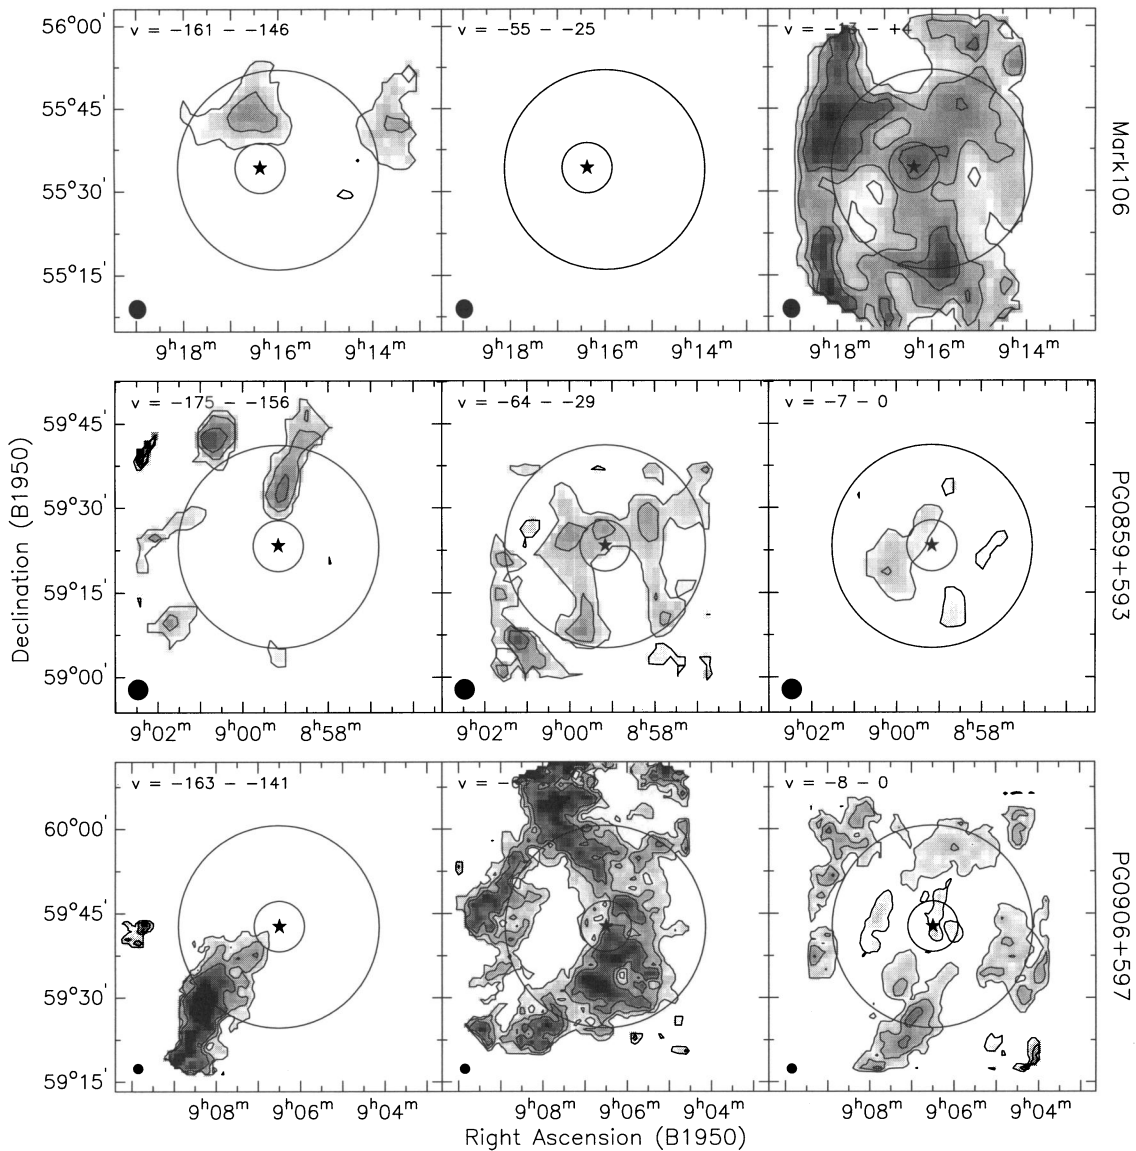 v = −161 − −146
v = −55 − −25
v = −13 − ++
56°00'
55°45'
55°30'
55°15'
9ʰ18ᵐ 9ʰ16ᵐ 9ʰ14ᵐ
9ʰ18ᵐ 9ʰ16ᵐ 9ʰ14ᵐ
9ʰ18ᵐ 9ʰ16ᵐ 9ʰ14ᵐ
Mark106
v = −175 − −156
v = −64 − −29
v = −7 − 0
59°45'
59°30'
59°15'
59°00'
9ʰ02ᵐ 9ʰ00ᵐ 8ʰ58ᵐ
9ʰ02ᵐ 9ʰ00ᵐ 8ʰ58ᵐ
9ʰ02ᵐ 9ʰ00ᵐ 8ʰ58ᵐ
PG0859+593
Declination (B1950)
v = −163 − −141
v = −
v = −8 − 0
60°00'
59°45'
59°30'
59°15'
9ʰ08ᵐ 9ʰ06ᵐ 9ʰ04ᵐ
9ʰ08ᵐ 9ʰ06ᵐ 9ʰ04ᵐ
9ʰ08ᵐ 9ʰ06ᵐ 9ʰ04ᵐ
PG0906+597
Right Ascension (B1950)